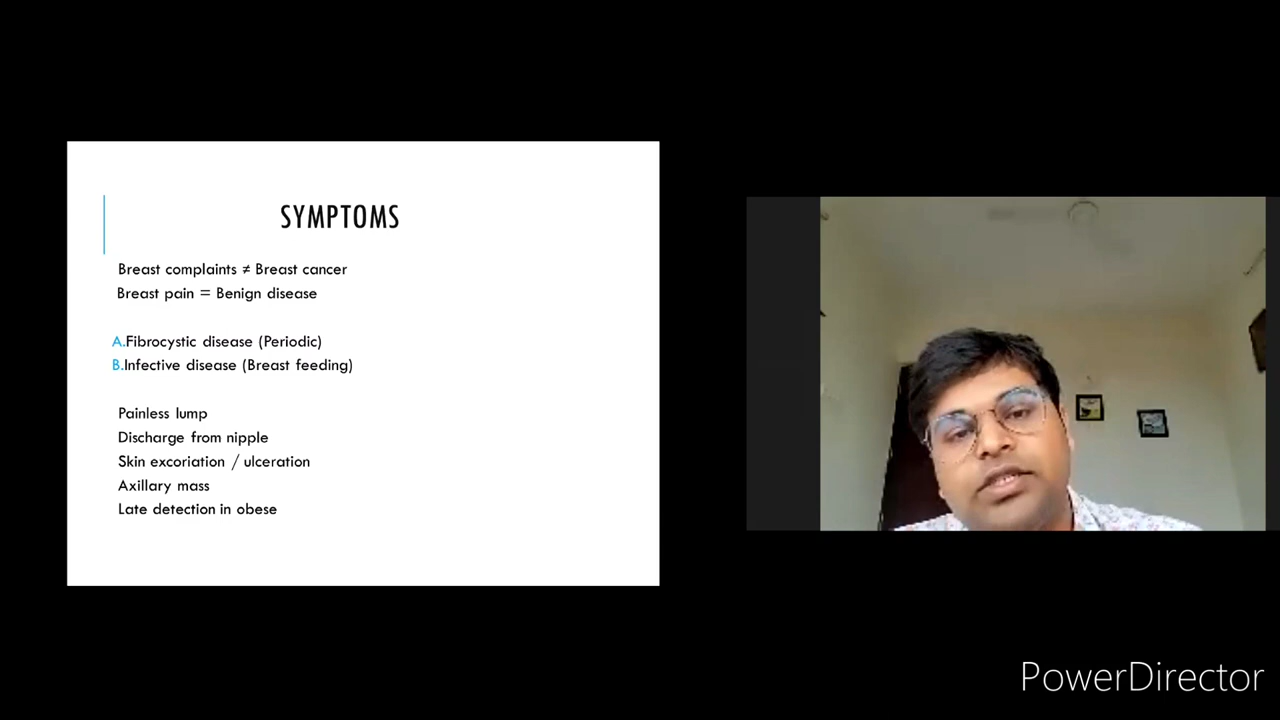 SYMPTOMS
Breast complaints ≠ Breast cancer
Breast pain = Benign disease
A.Fibrocystic disease (Periodic)
B.Infective disease (Breast feeding)
Painless lump
Discharge from nipple
Skin excoriation / ulceration
Axillary mass
Late detection in obese
PowerDirector